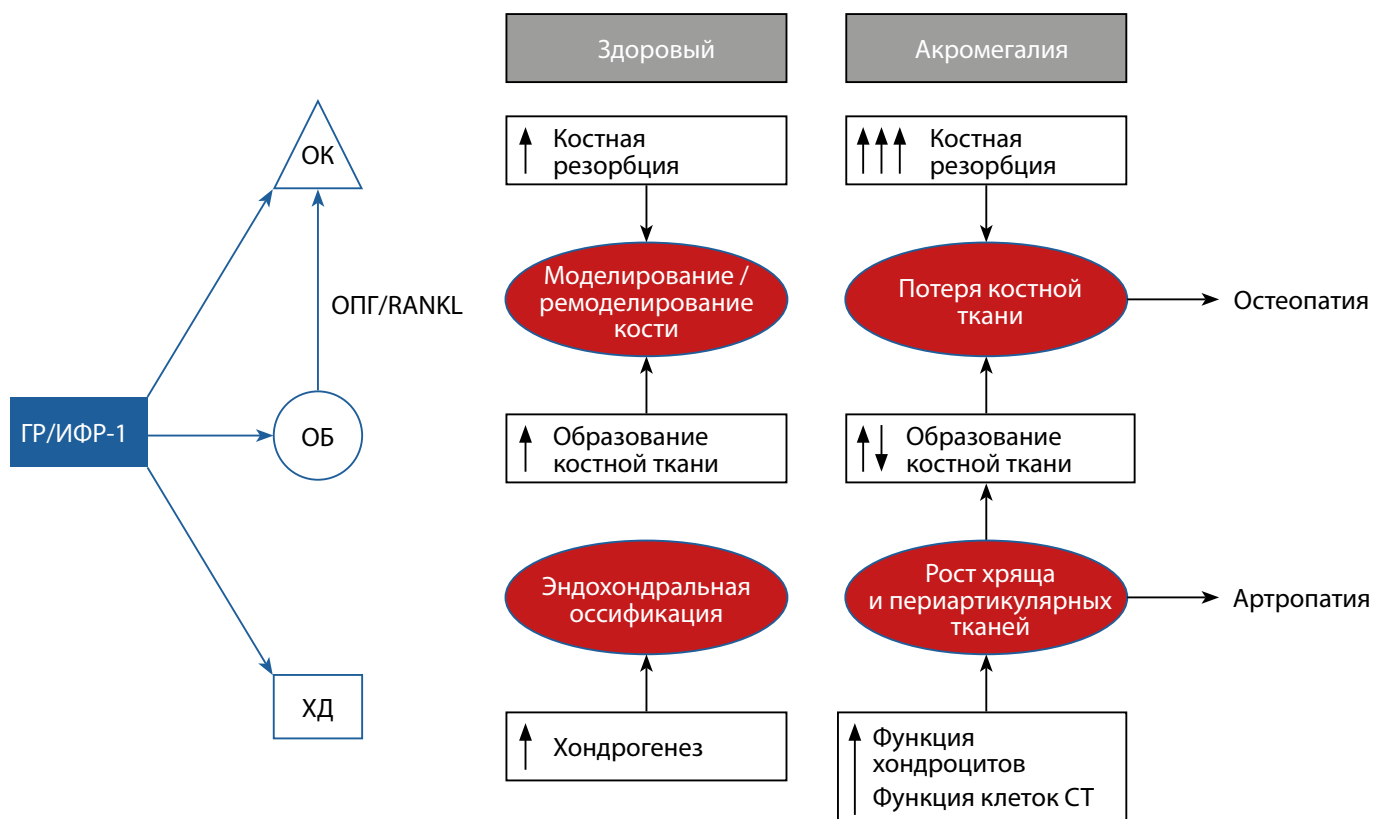 Здоровый
Акромегалия
ОК
ОПГ/RANKL
ГР/ИФР-1
ОБ
ХД
Костная
резорбция
Моделирование /
ремоделирование
кости
Образование
костной ткани
Эндохондральная
оссификация
Хондрогенез
Костная
резорбция
Потеря костной
ткани
Остеопатия
Образование
костной ткани
Рост хряща
и периартикулярных
тканей
Артропатия
Функция
хондроцитов
Функция клеток СТ